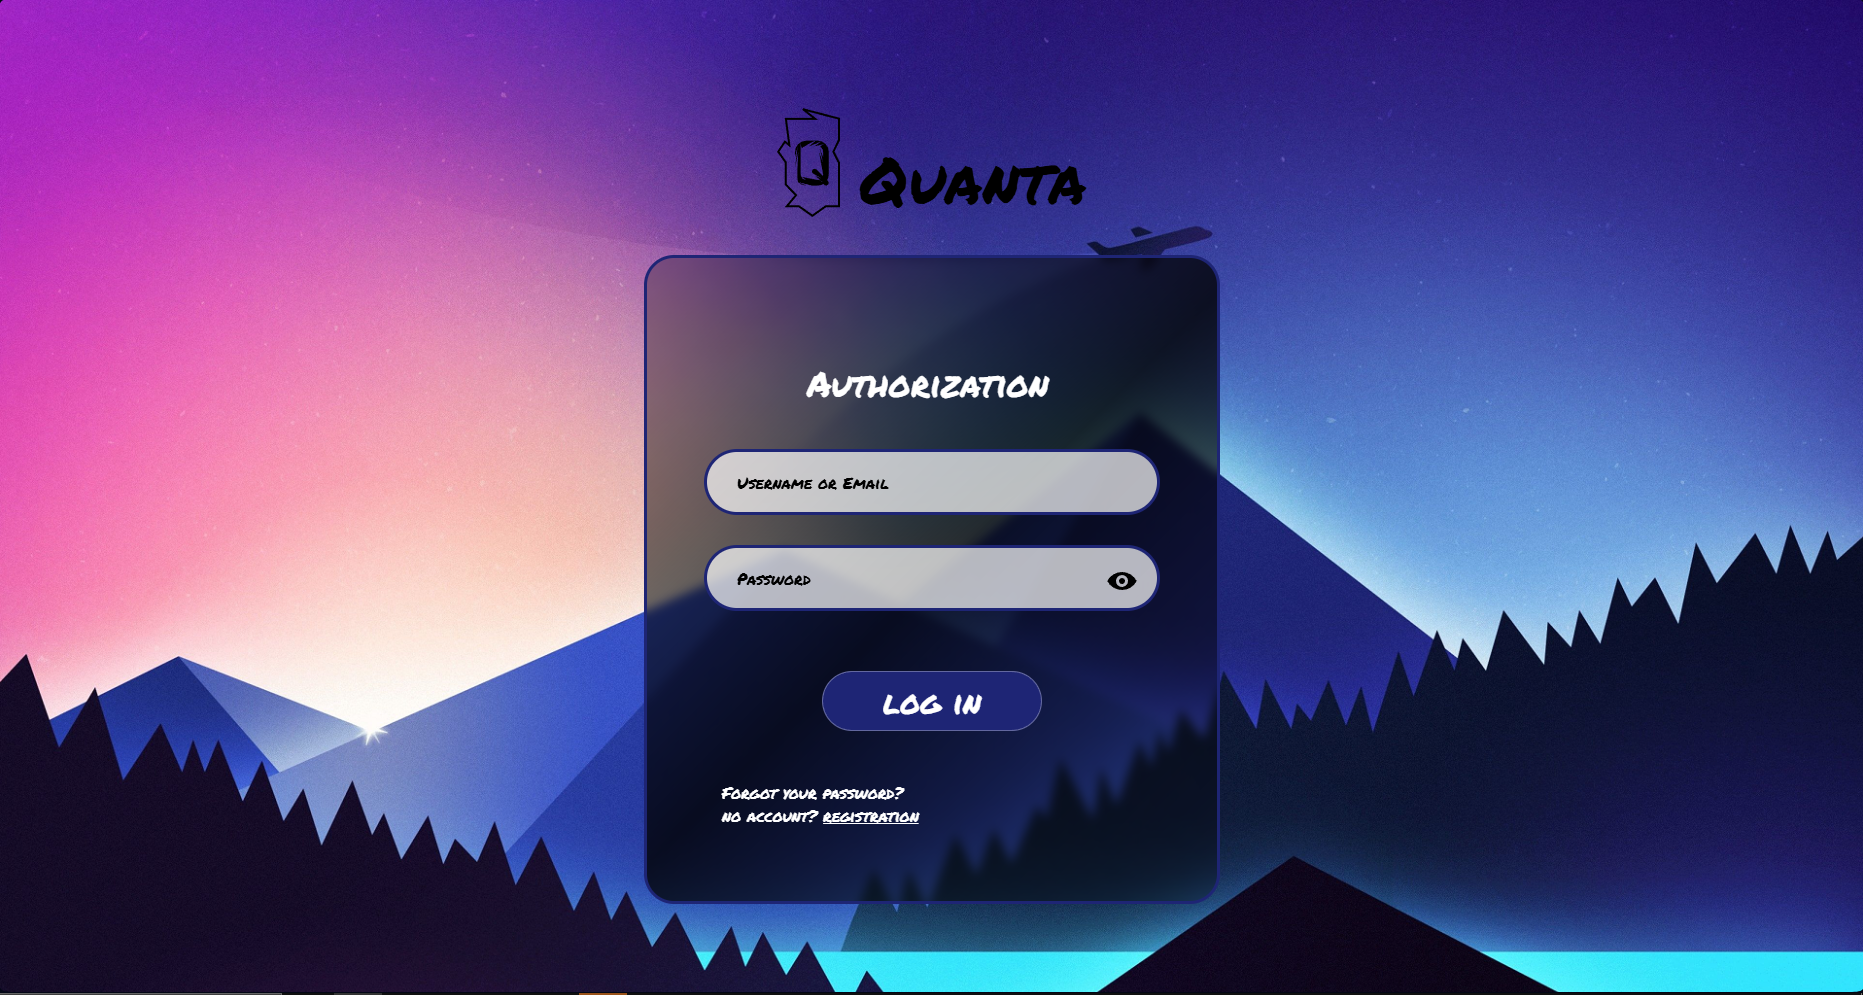 Q Quanta
Authorization
Username or Email
Password
log in
Forgot your password?
no account? registration